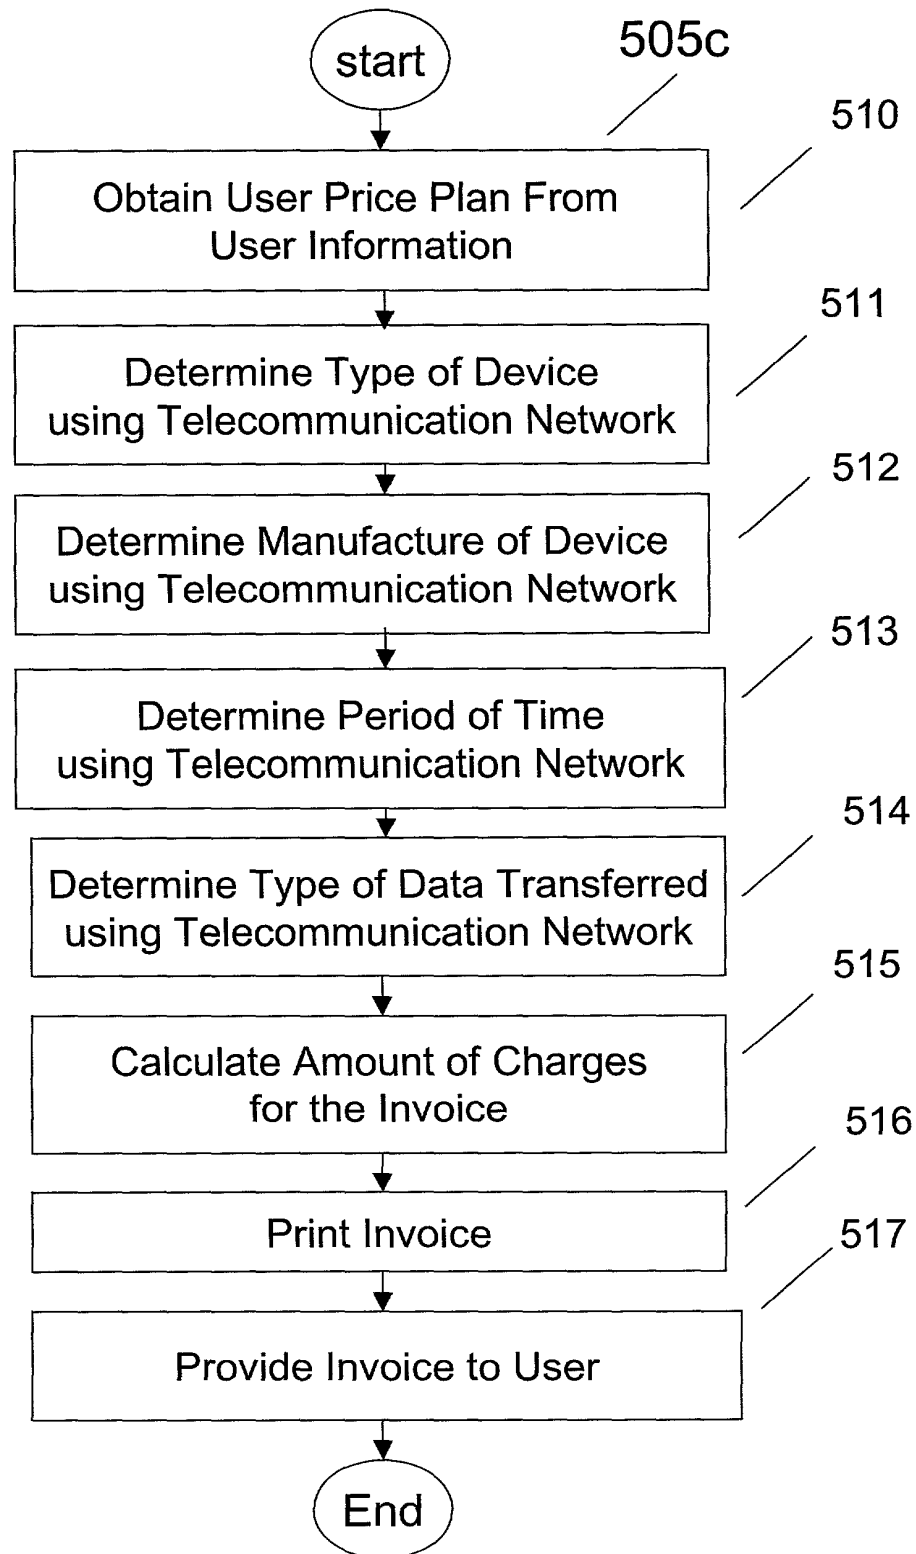 start
505c
510
Obtain User Price Plan From
User Information
511
Determine Type of Device
using Telecommunication Network
512
Determine Manufacture of Device
using Telecommunication Network
513
Determine Period of Time
using Telecommunication Network
514
Determine Type of Data Transferred
using Telecommunication Network
515
Calculate Amount of Charges
for the Invoice
516
Print Invoice
517
Provide Invoice to User
End